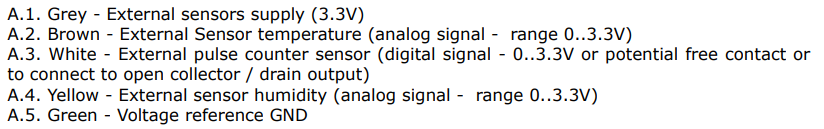 A.1. Grey - External sensors supply (3.3V)
A.2. Brown - External Sensor temperature (analog signal -  range 0..3.3V)
A.3. White - External pulse counter sensor (digital signal - 0..3.3V or potential free contact or
to connect to open collector / drain output)
A.4. Yellow - External sensor humidity (analog signal -  range 0..3.3V)
A.5. Green - Voltage reference GND